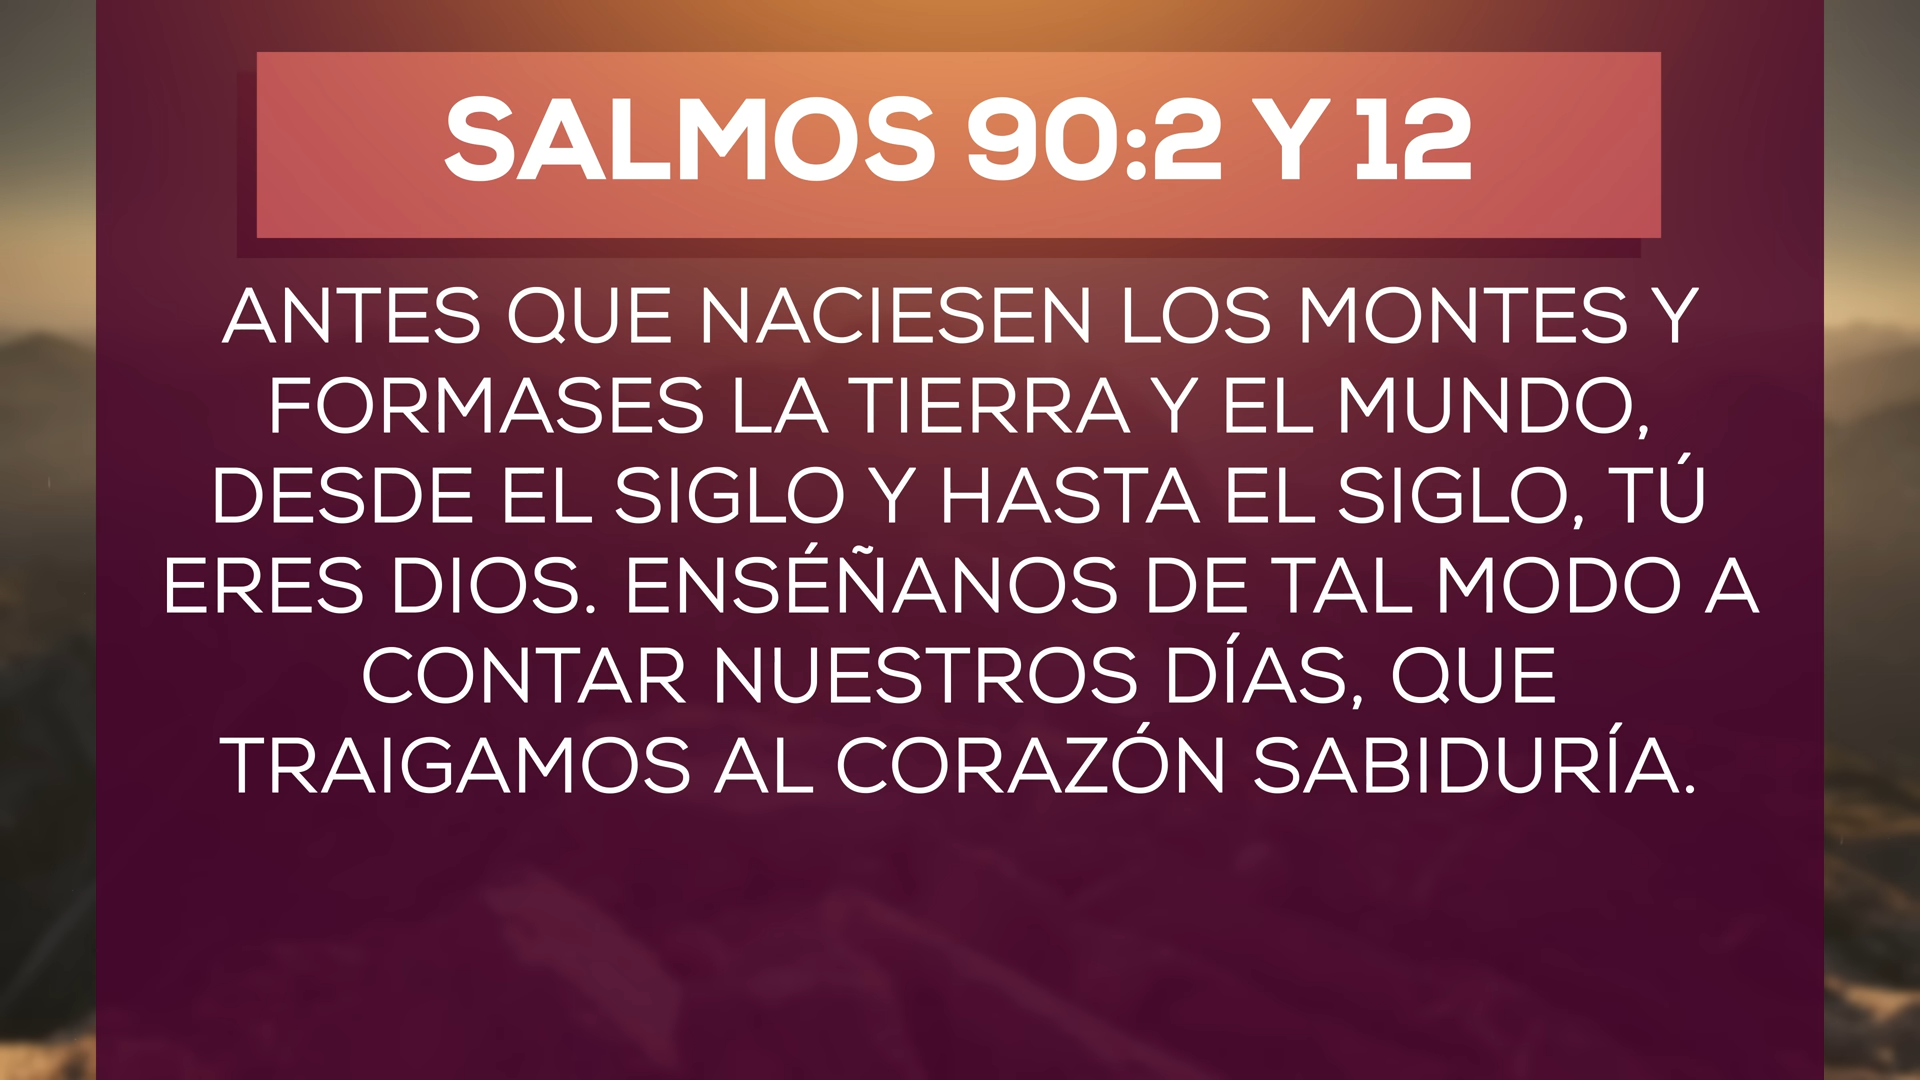 SALMOS 90:2 Y 12
ANTES QUE NACIESEN LOS MONTES Y
FORMASES LA TIERRA Y EL MUNDO,
DESDE EL SIGLO Y HASTA EL SIGLO, TÚ
ERES DIOS. ENSÉÑANOS DE TAL MODO A
CONTAR NUESTROS DÍAS, QUE
TRAIGAMOS AL CORAZÓN SABIDURÍA.